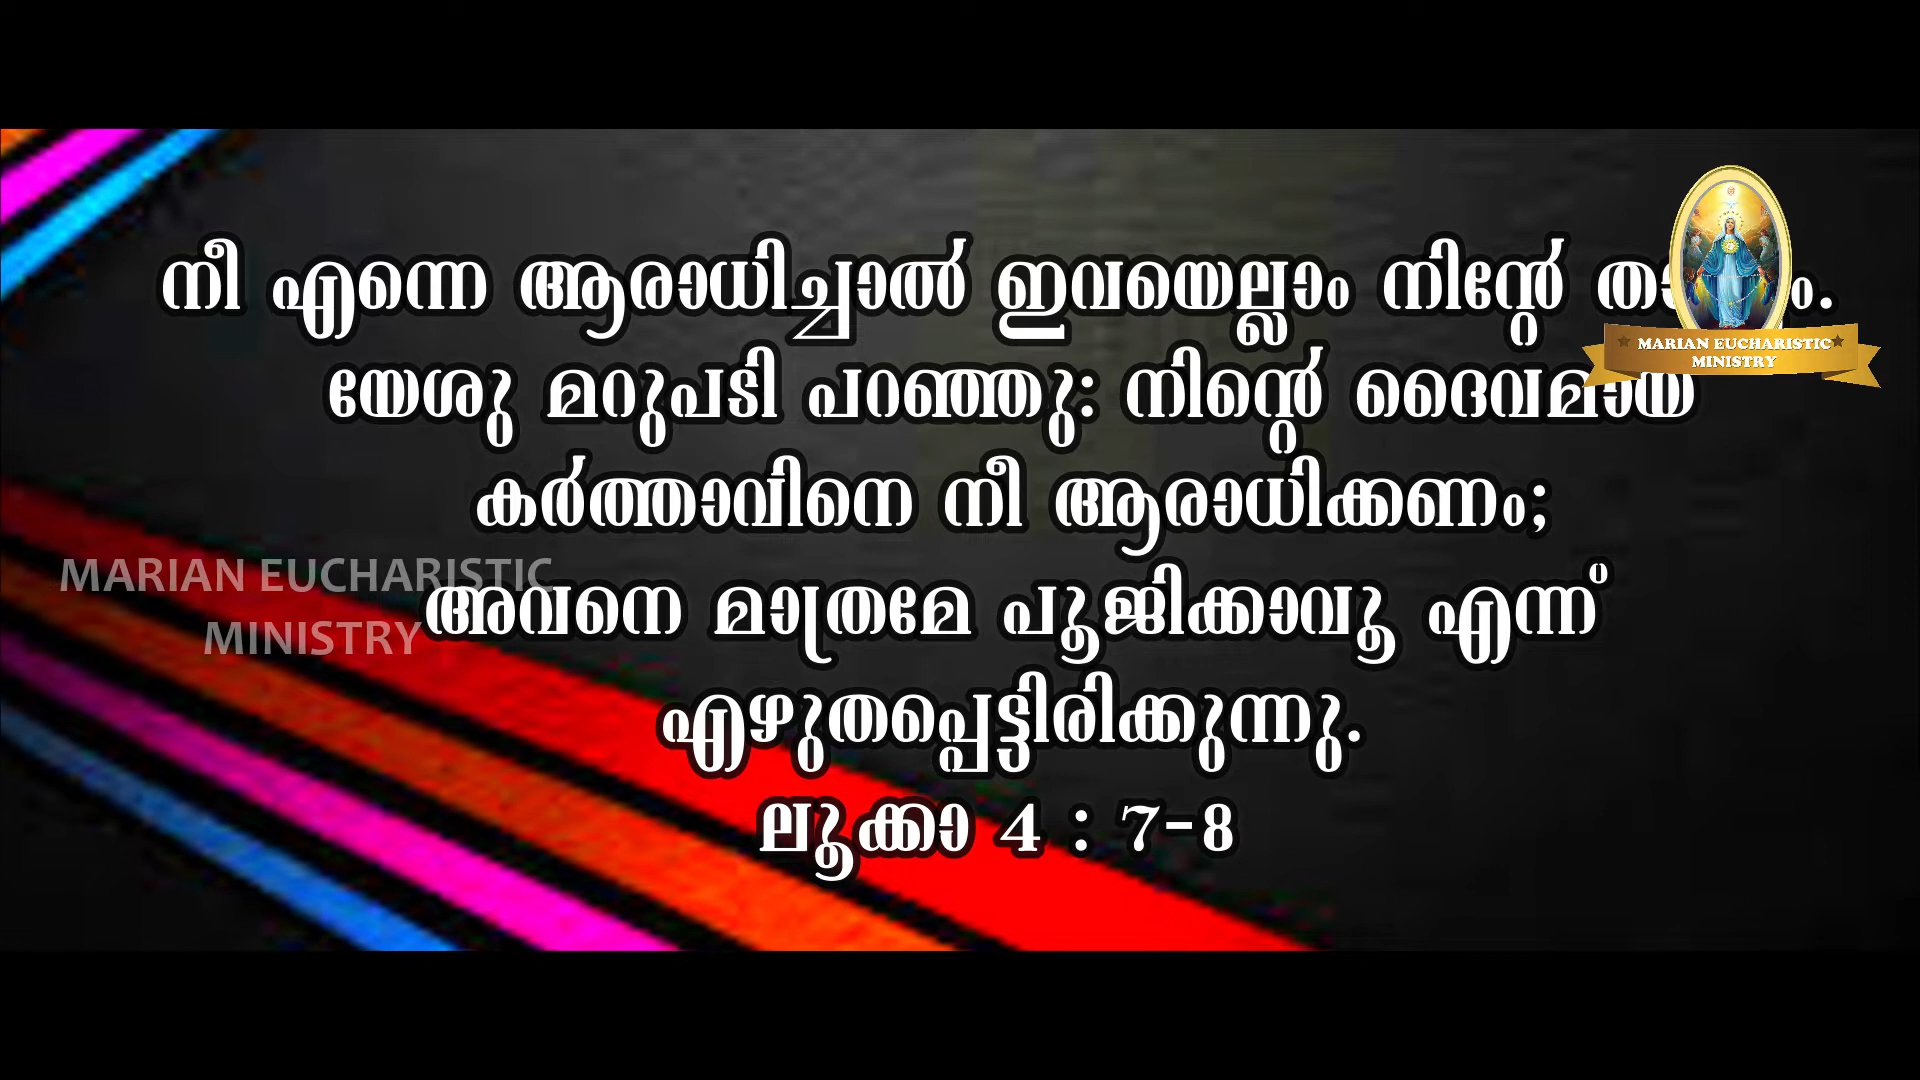 നീ എന്നെ ആരാധിച്ചാൽ ഇവയെല്ലാം നിന്റേ
യേശു മറുപടി പറഞ്ഞു: നിന്റെ ദൈവമായ
കർത്താവിനെ നീ ആരാധിക്കണം;
അവനെ മാത്രമേ പൂജിക്കാവൂ എന്ന്
എഴുതപ്പെട്ടിരിക്കുന്നു.
ലൂക്കാ 4 : 7-8
MARIAN EUCHARISTIC
MINISTRY
MARIAN EUCHARISTIC
MINISTRY